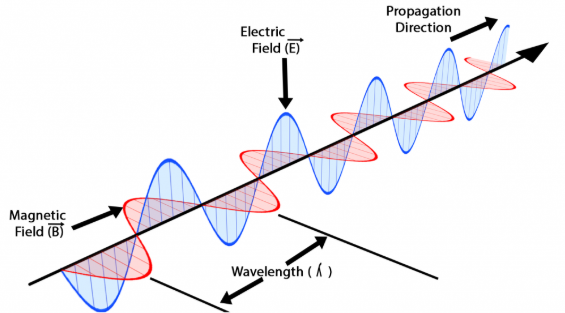 Propagation
Direction
Electric
Field (E)
Magnetic
Field (B)
Wavelength ( λ )